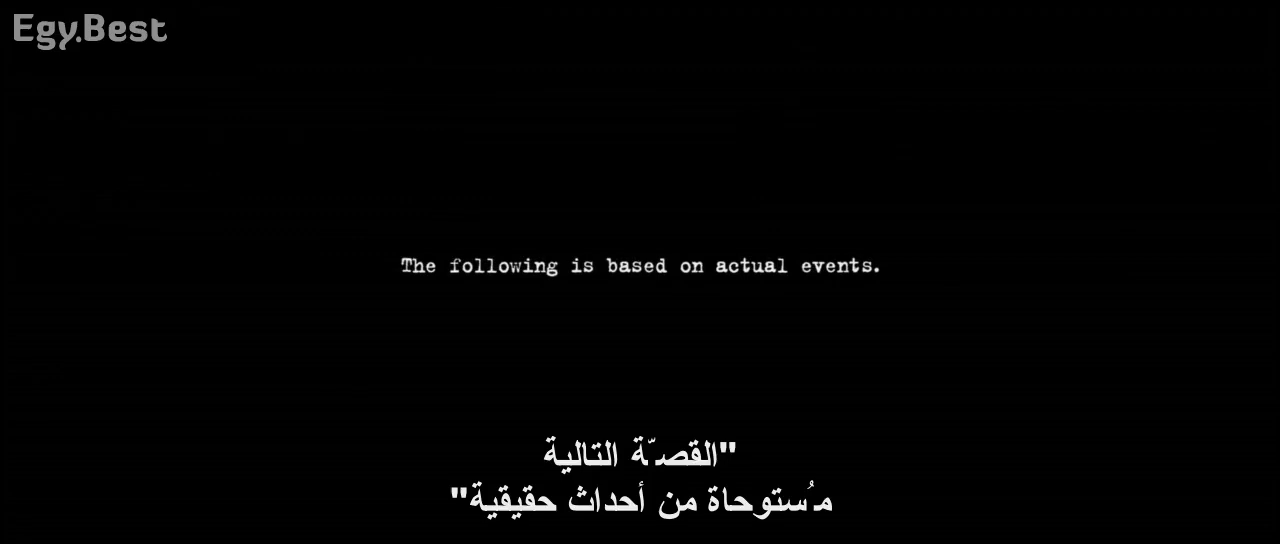 Egy.Best
The following is based on actual events.
"القصّة التالية
مُستوحاة من أحداث حقيقية"